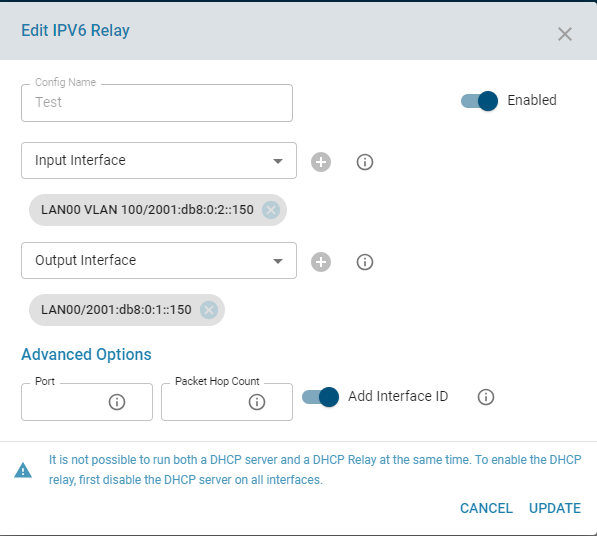 Edit IPV6 Relay
Config Name
Test
Enabled
Input Interface
LAN00 VLAN 100/2001:db8:0:2::150
Output Interface
LAN00/2001:db8:0:1::150
Advanced Options
Port
Packet Hop Count
Add Interface ID
It is not possible to run both a DHCP server and a DHCP Relay at the same time. To enable the DHCP
relay, first disable the DHCP server on all interfaces.
CANCEL UPDATE